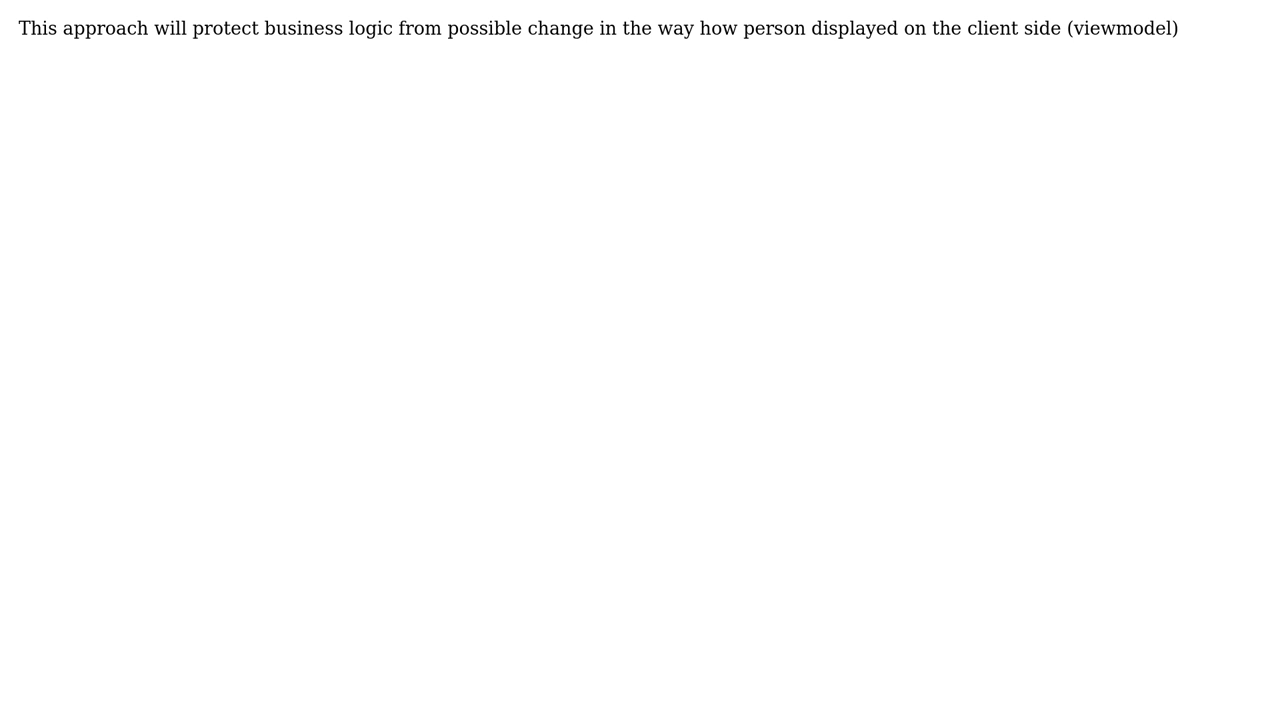 This approach will protect business logic from possible change in the way how person displayed on the client side (viewmodel)